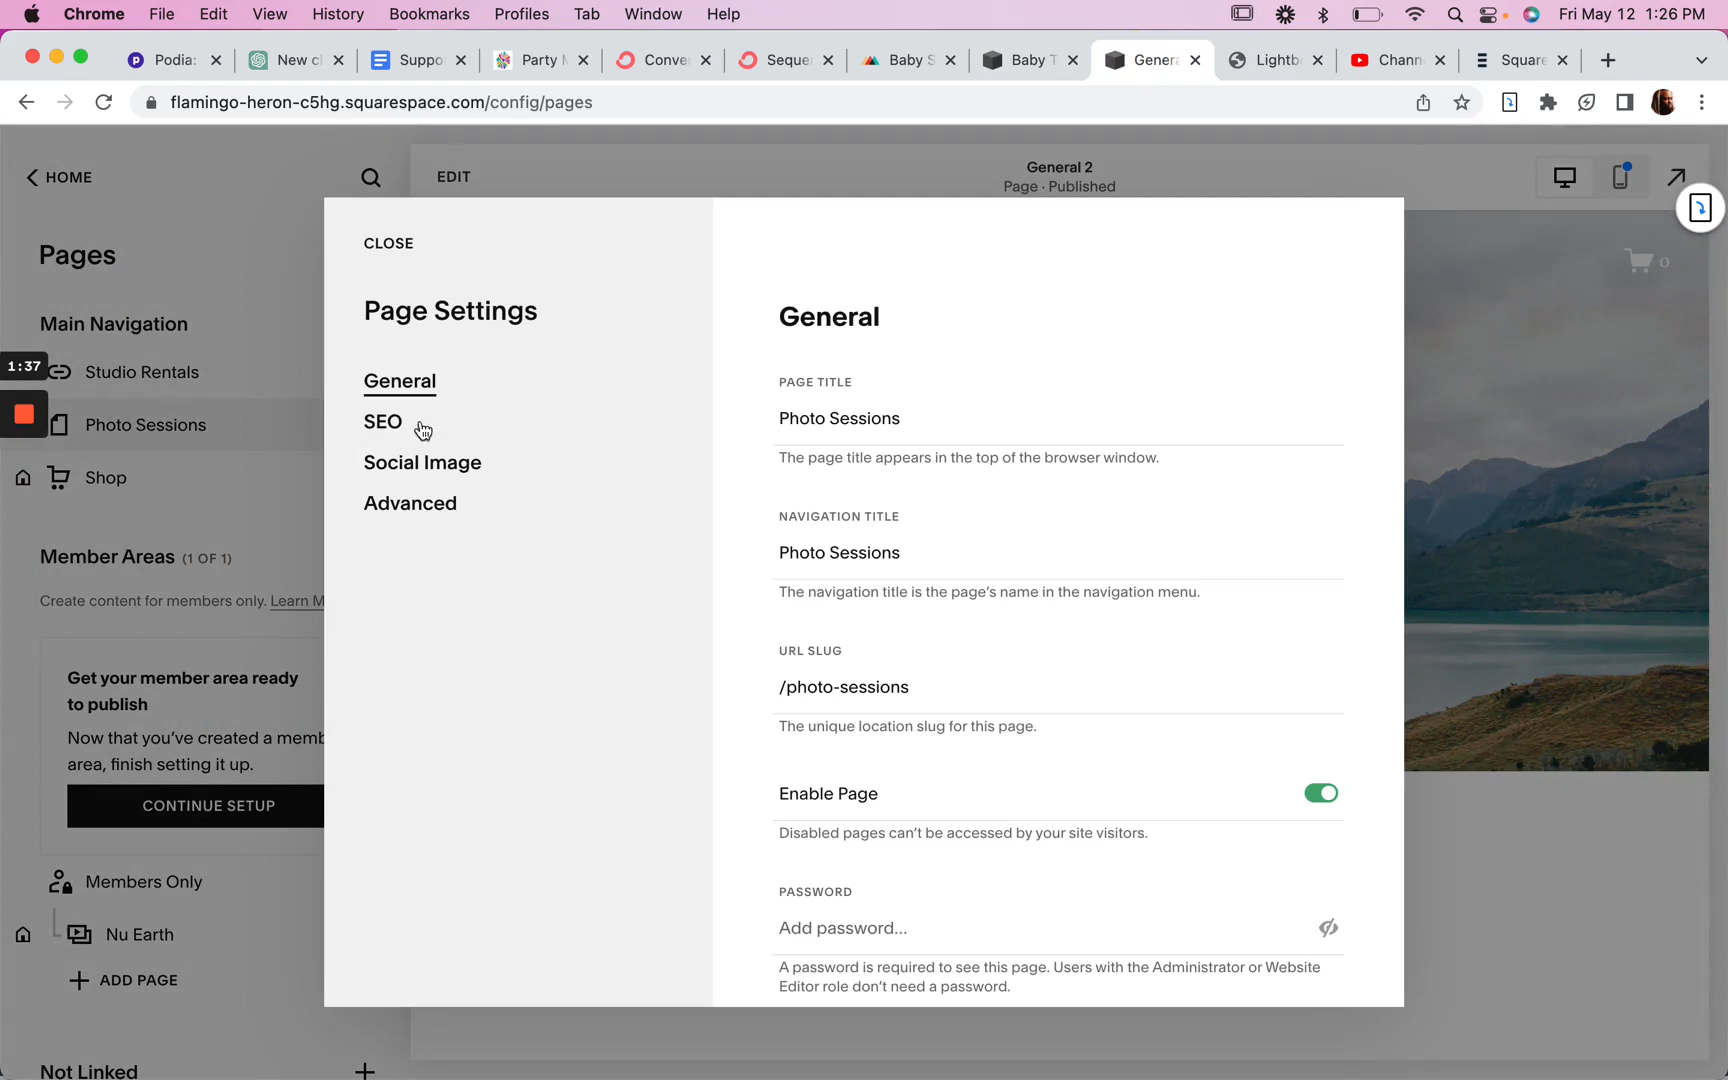 Chrome File Edit View History Bookmarks Profiles Tab Window Help Fri May 12 1:26 PM
Podia: New c Suppo Party Conve Seque Baby S Baby T Genera Lightb Chann Square
flamingo-heron-c5hg.squarespace.com/config/pages
HOME
EDIT
General 2
Page · Published
0
Pages
Main Navigation
1:37
Studio Rentals
Photo Sessions
Shop
Member Areas (1 OF 1)
Create content for members only. Learn M
Get your member area ready
to publish
Now that you've created a memb
area, finish setting it up.
CONTINUE SETUP
Members Only
Nu Earth
ADD PAGE
Not Linked
CLOSE
Page Settings
General
SEO
Social Image
Advanced
General
PAGE TITLE
Photo Sessions
The page title appears in the top of the browser window.
NAVIGATION TITLE
Photo Sessions
The navigation title is the page's name in the navigation menu.
URL SLUG
/photo-sessions
The unique location slug for this page.
Enable Page
Disabled pages can't be accessed by your site visitors.
PASSWORD
Add password...
A password is required to see this page. Users with the Administrator or Website
Editor role don't need a password.